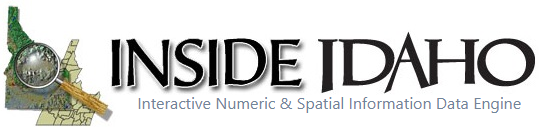 INSIDE IDAHO
Interactive Numeric & Spatial Information Data Engine